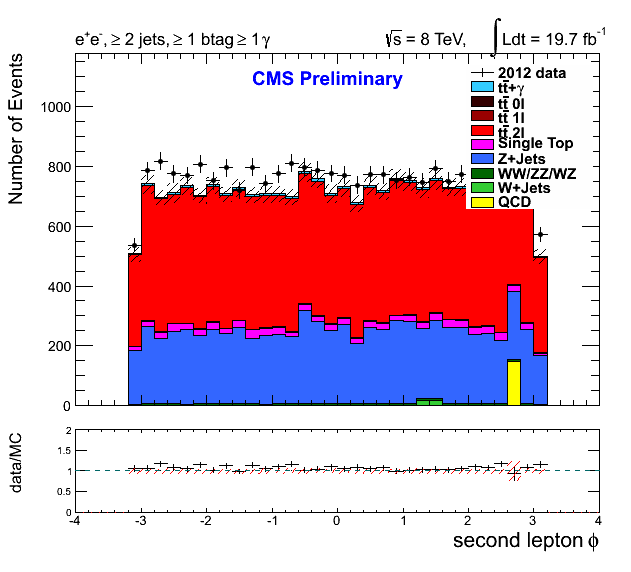 e⁺e⁻, ≥ 2 jets, ≥ 1 btag ≥ 1 γ
√s = 8 TeV, ∫ Ldt = 19.7 fb⁻¹
CMS Preliminary
2012 data
tt̄+γ
tt̄ 0l
tt̄ 1l
tt̄ 2l
Single Top
Z+Jets
WW/ZZ/WZ
W+Jets
QCD
Number of Events
1000
800
600
400
200
0
data/MC
2
1.5
1
0.5
0
-4 -3 -2 -1 0 1 2 3 4
second lepton ϕ